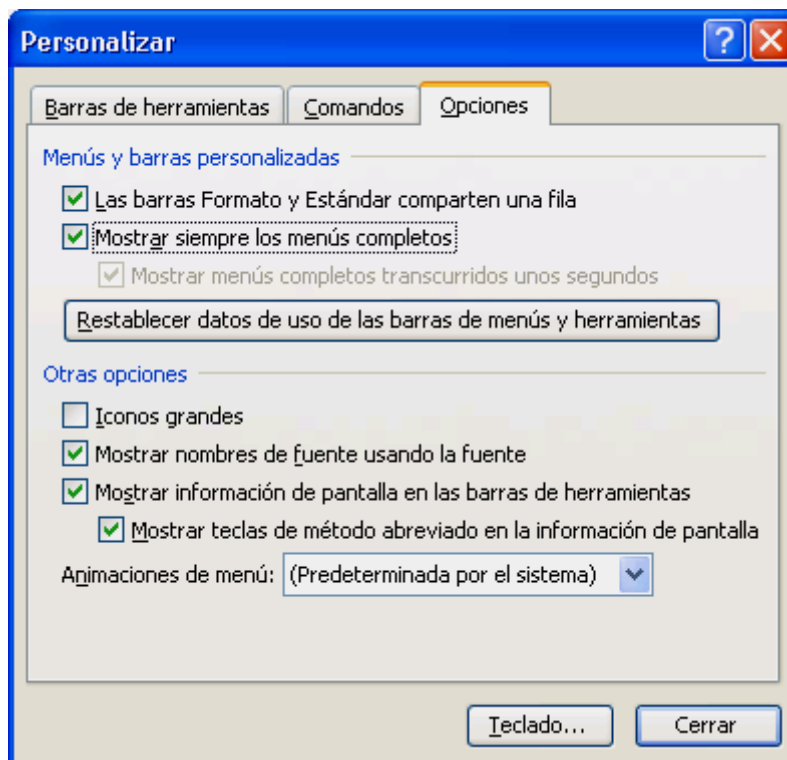 Personalizar
Barras de herramientas Comandos Opciones
Menús y barras personalizadas
Las barras Formato y Estándar comparten una fila
Mostrar siempre los menús completos
Mostrar menús completos transcurridos unos segundos
Restablecer datos de uso de las barras de menús y herramientas
Otras opciones
Iconos grandes
Mostrar nombres de fuente usando la fuente
Mostrar información de pantalla en las barras de herramientas
Mostrar teclas de método abreviado en la información de pantalla
Animaciones de menú: (Predeterminada por el sistema)
Teclado... Cerrar